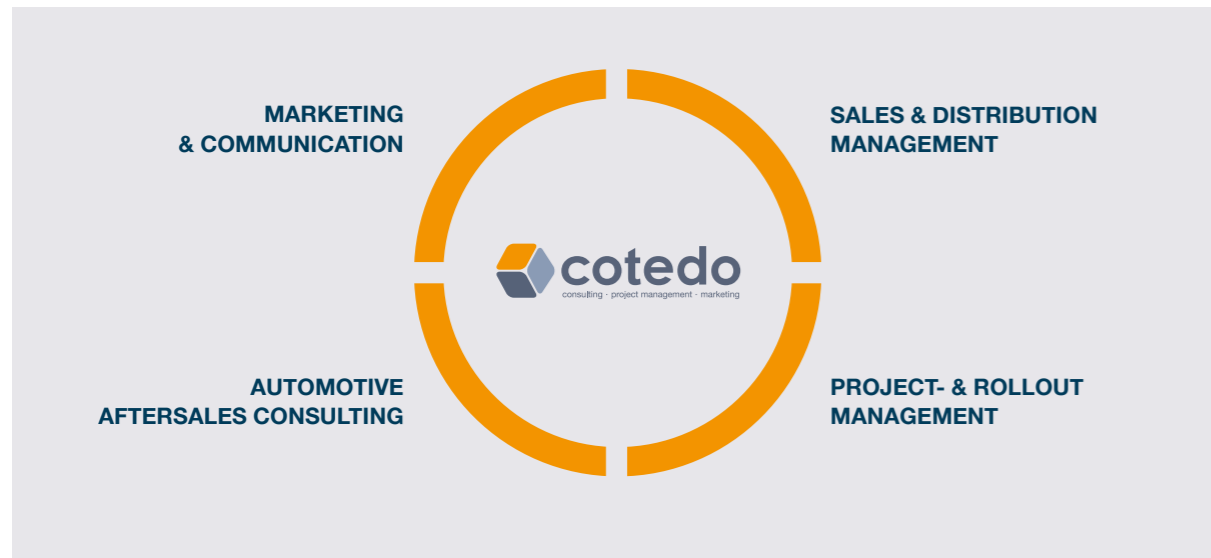 MARKETING
& COMMUNICATION
SALES & DISTRIBUTION
MANAGEMENT
cotedo
consulting - project management - marketing
AUTOMOTIVE
AFTERSALES CONSULTING
PROJECT- & ROLLOUT
MANAGEMENT